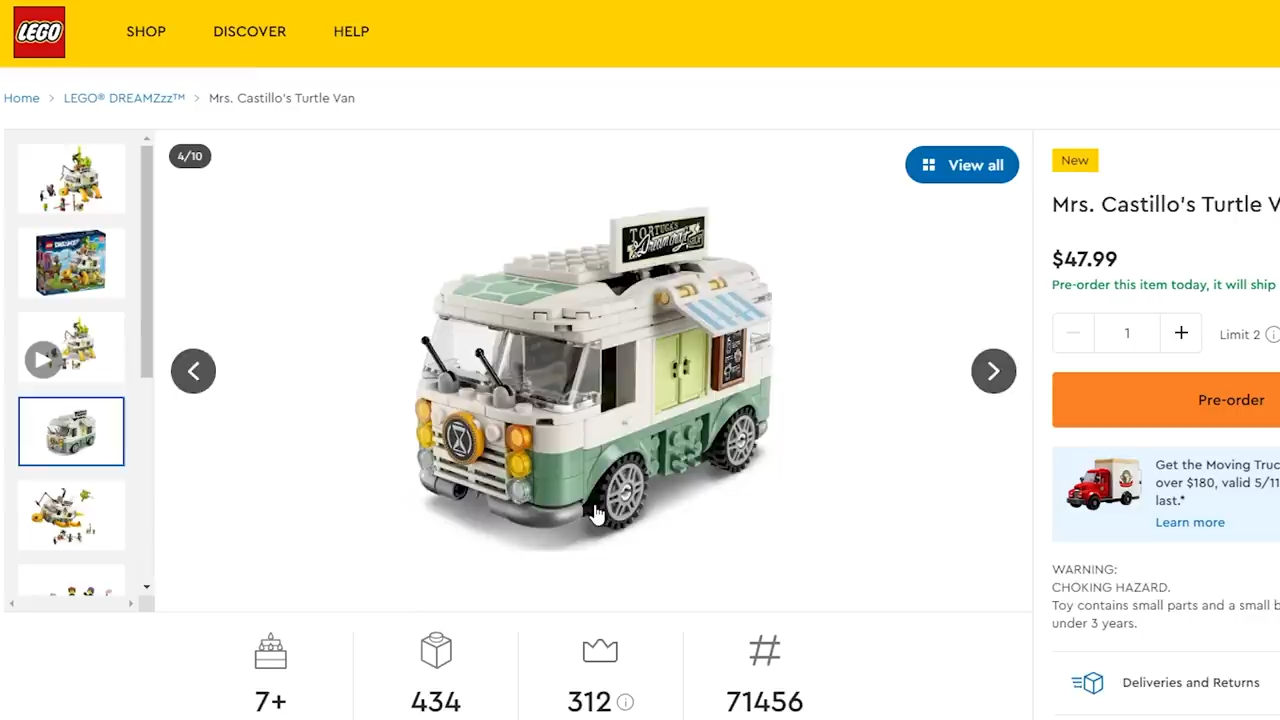 LEGO
SHOP
DISCOVER
HELP
Home > LEGO® DREAMZzz™ > Mrs. Castillo's Turtle Van
4/10
View all
TORTUGA'S
Dream Craft
New
Mrs. Castillo's Turtle V
$47.99
Pre-order this item today, it will ship
1
Limit 2
Pre-order
Get the Moving Truc
over $180, valid 5/11
last.*
Learn more
WARNING:
CHOKING HAZARD.
Toy contains small parts and a small b
under 3 years.
Deliveries and Returns
7+
434
312
71456